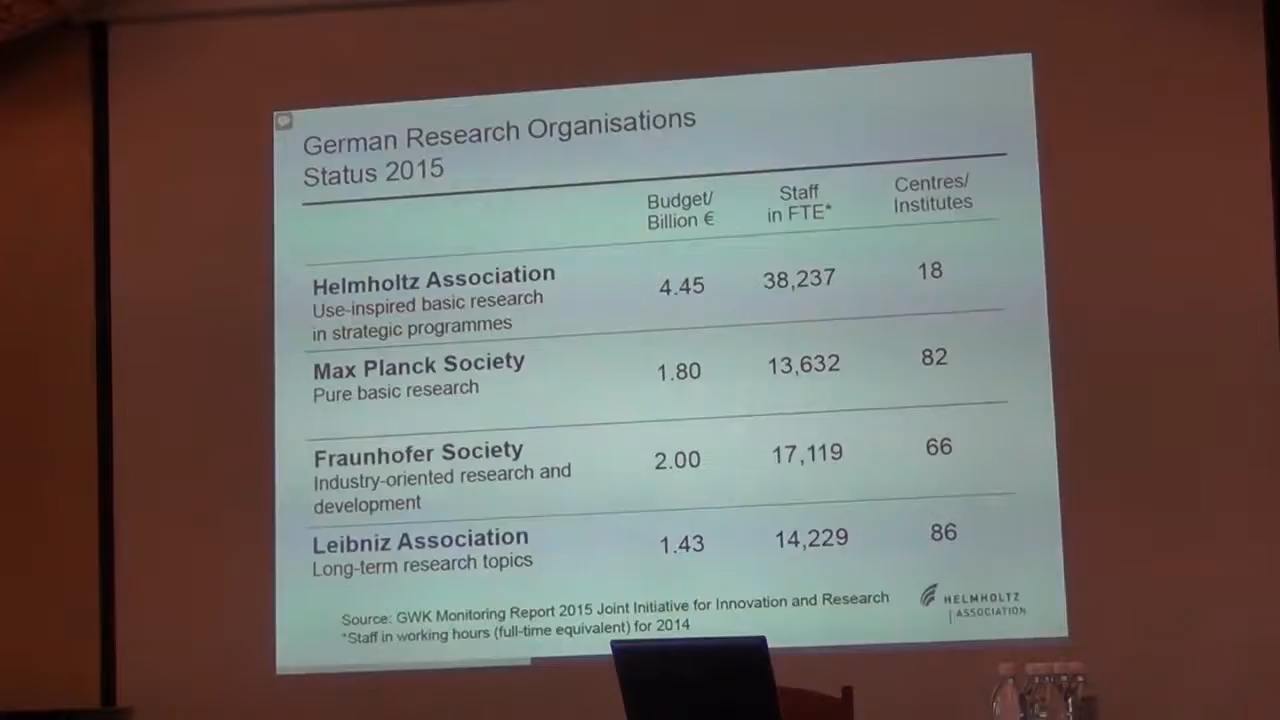 German Research Organisations
Status 2015
Budget/
Billion €
Staff
in FTE*
Centres/
Institutes
Helmholtz Association
Use-inspired basic research
in strategic programmes
4.45
38,237
18
Max Planck Society
Pure basic research
1.80
13,632
82
Fraunhofer Society
Industry-oriented research and
development
2.00
17,119
66
Leibniz Association
Long-term research topics
1.43
14,229
86
Source: GWK Monitoring Report 2015 Joint Initiative for Innovation and Research
*Staff in working hours (full-time equivalent) for 2014
HELMHOLTZ
| ASSOCIATION